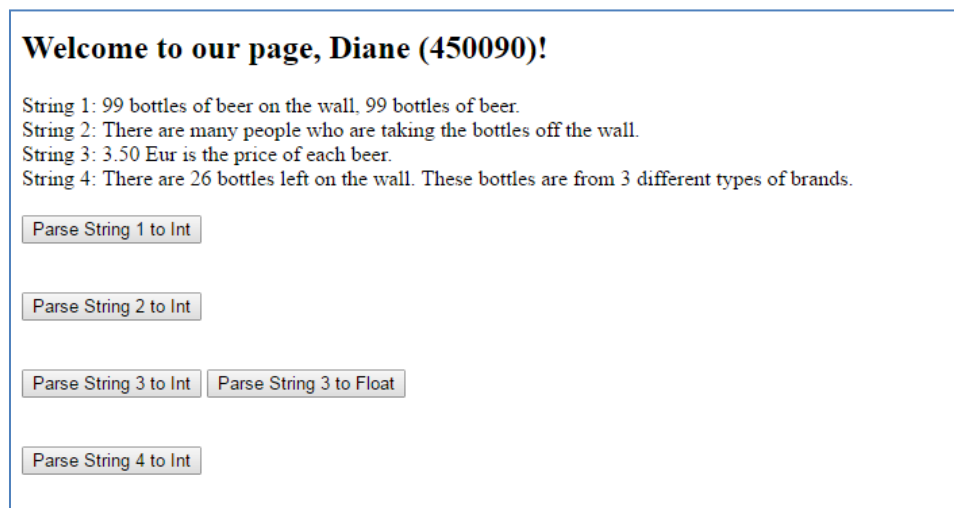 Welcome to our page, Diane (450090)!
String 1: 99 bottles of beer on the wall, 99 bottles of beer.
String 2: There are many people who are taking the bottles off the wall.
String 3: 3.50 Eur is the price of each beer.
String 4: There are 26 bottles left on the wall. These bottles are from 3 different types of brands.
Parse String 1 to Int
Parse String 2 to Int
Parse String 3 to Int Parse String 3 to Float
Parse String 4 to Int